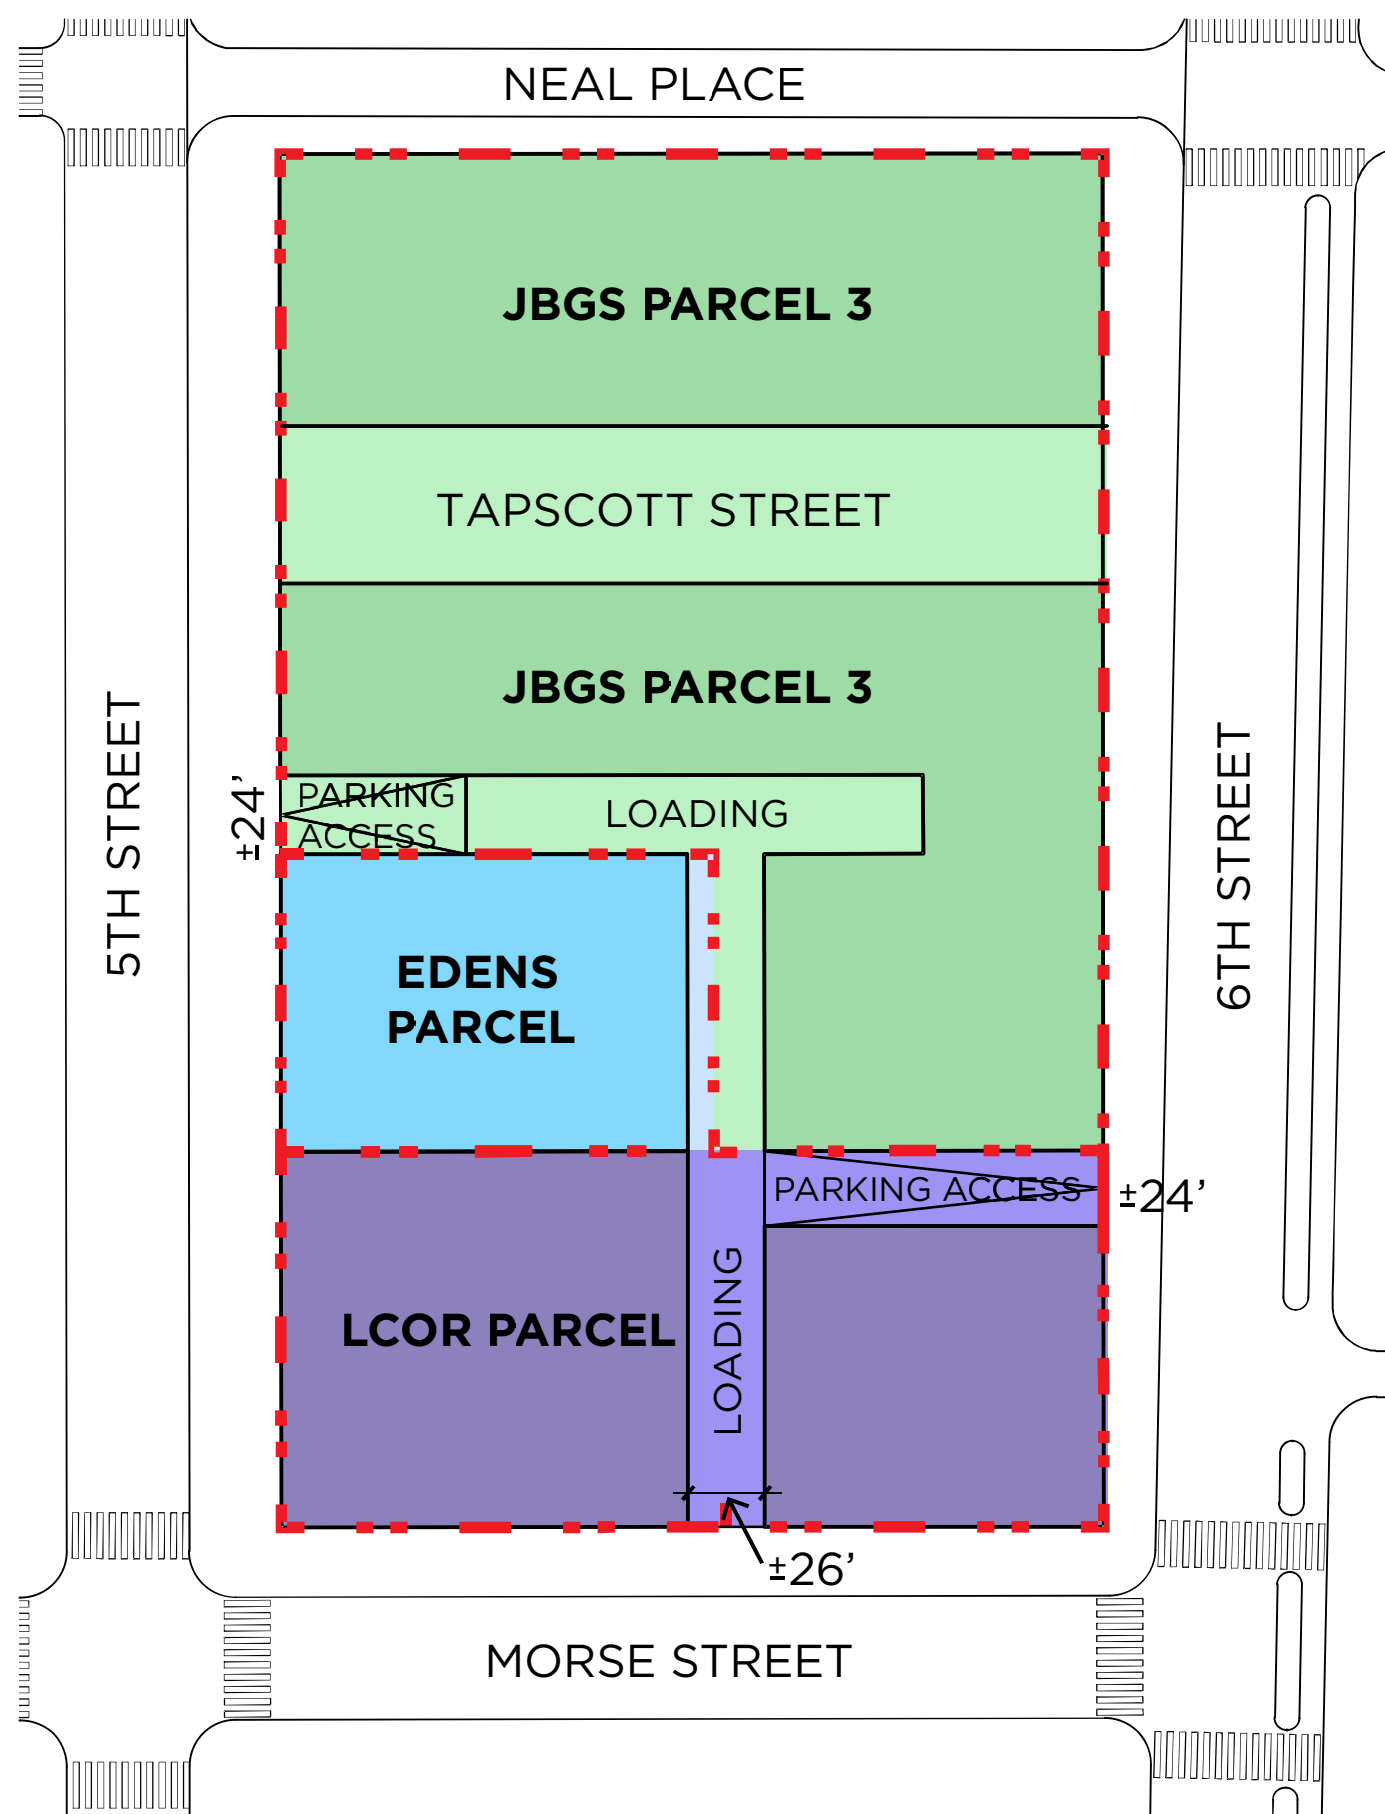 NEAL PLACE
JBGS PARCEL 3
TAPSCOTT STREET
JBGS PARCEL 3
5TH STREET
6TH STREET
±24’
PARKING
ACCESS
LOADING
EDENS
PARCEL
PARKING ACCESS
±24’
LOADING
LCOR PARCEL
±26’
MORSE STREET